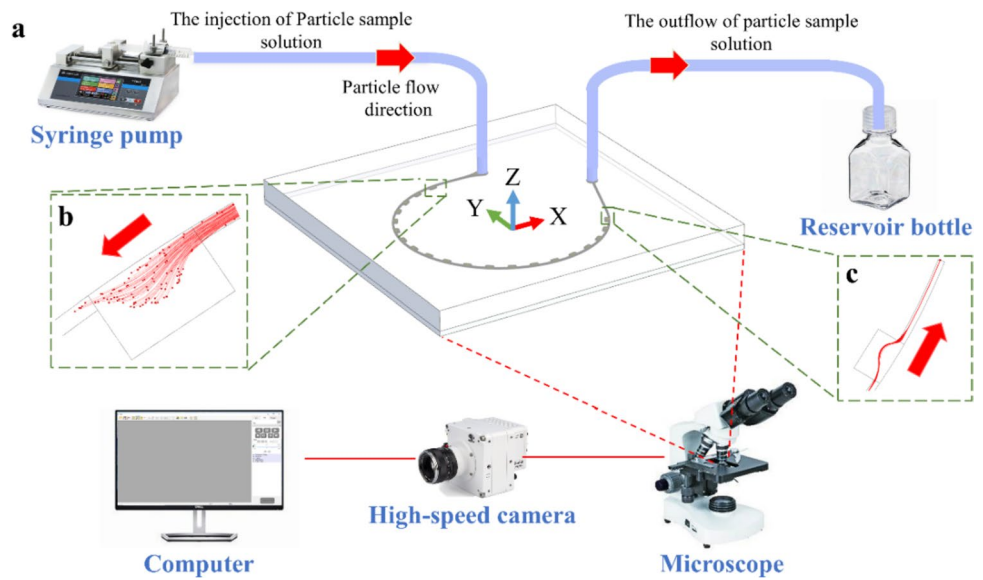 a
The injection of Particle sample
solution
The outflow of particle sample
solution
Particle flow
direction
Syringe pump
Reservoir bottle
Z
Y
X
b
c
High-speed camera
Computer
Microscope